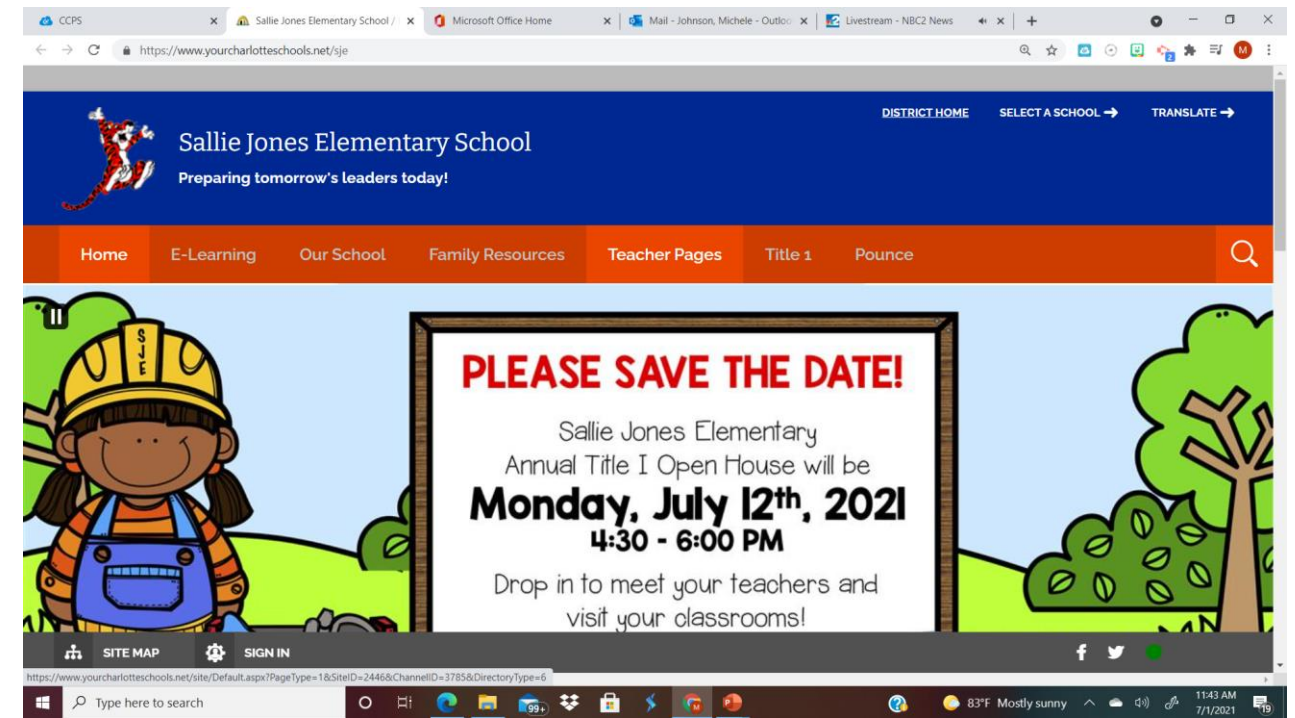 CCPS
Sallie Jones Elementary School /
Microsoft Office Home
Mail - Johnson, Michele - Outloo
Livestream - NBC2 News
https://www.yourcharlotteschools.net/sje
2
M
DISTRICT HOME
SELECT A SCHOOL
TRANSLATE
Sallie Jones Elementary School
Preparing tomorrow's leaders today!
Home
E-Learning
Our School
Family Resources
Teacher Pages
Title 1
Pounce
SJE
PLEASE SAVE THE DATE!
Sallie Jones Elementary
Annual Title I Open House will be
Monday, July 12th, 2021
4:30 - 6:00 PM
Drop in to meet your teachers and
visit your classrooms!
SITE MAP
SIGN IN
https://www.yourcharlotteschools.net/site/Default.aspx?PageType=1&SiteID=2446&ChannelID=3785&DirectoryType=6
Type here to search
99+
83°F Mostly sunny
11:43 AM
7/1/2021
19